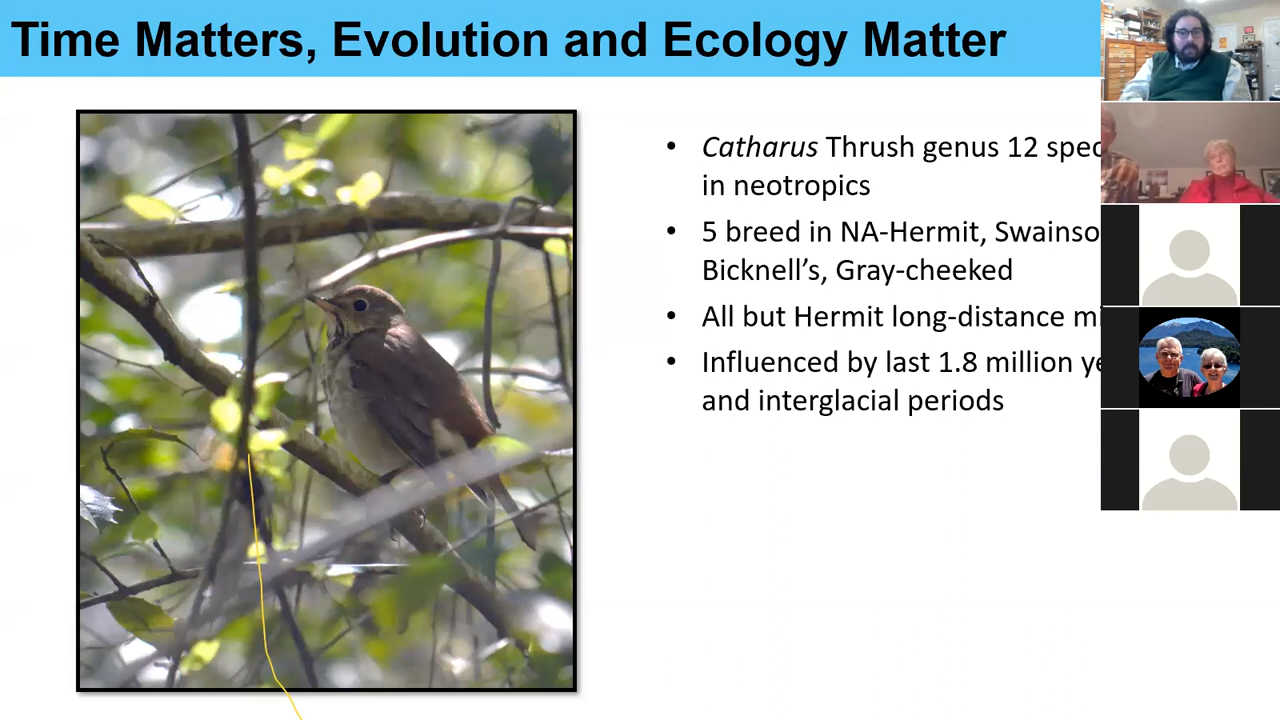 Time Matters, Evolution and Ecology Matter
• Catharus Thrush genus 12 spec
in neotropics
• 5 breed in NA-Hermit, Swainso
Bicknell’s, Gray-cheeked
• All but Hermit long-distance mi
• Influenced by last 1.8 million ye
and interglacial periods